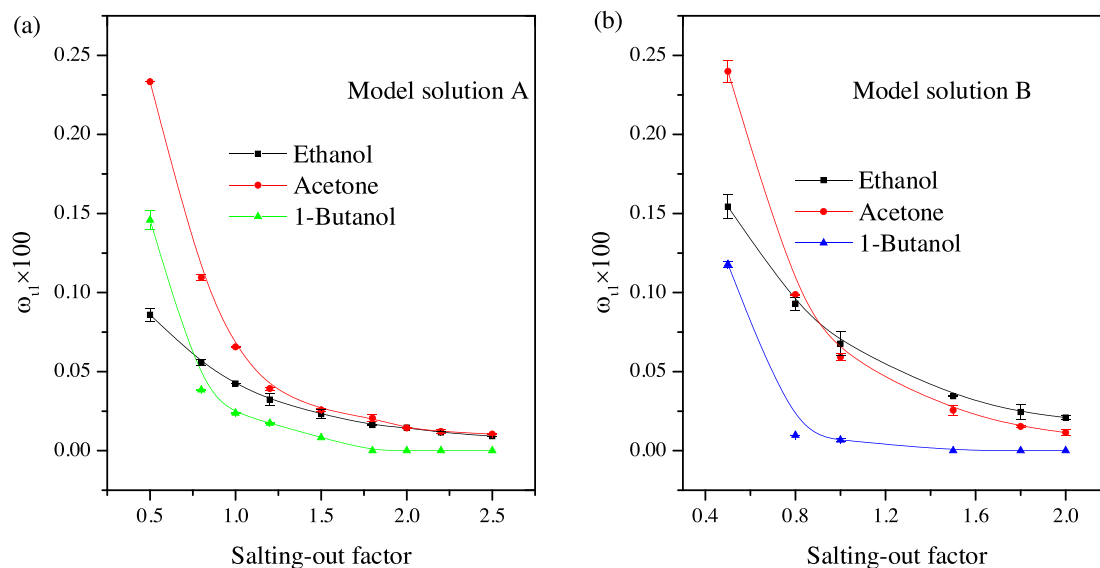 (a)
Model solution A
Ethanol
Acetone
1-Butanol
0.25
0.20
0.15
0.10
0.05
0.00
ω_ul×100
0.5 1.0 1.5 2.0 2.5
Salting-out factor
(b)
Model solution B
Ethanol
Acetone
1-Butanol
0.25
0.20
0.15
0.10
0.05
0.00
ω_ul×100
0.4 0.8 1.2 1.6 2.0
Salting-out factor